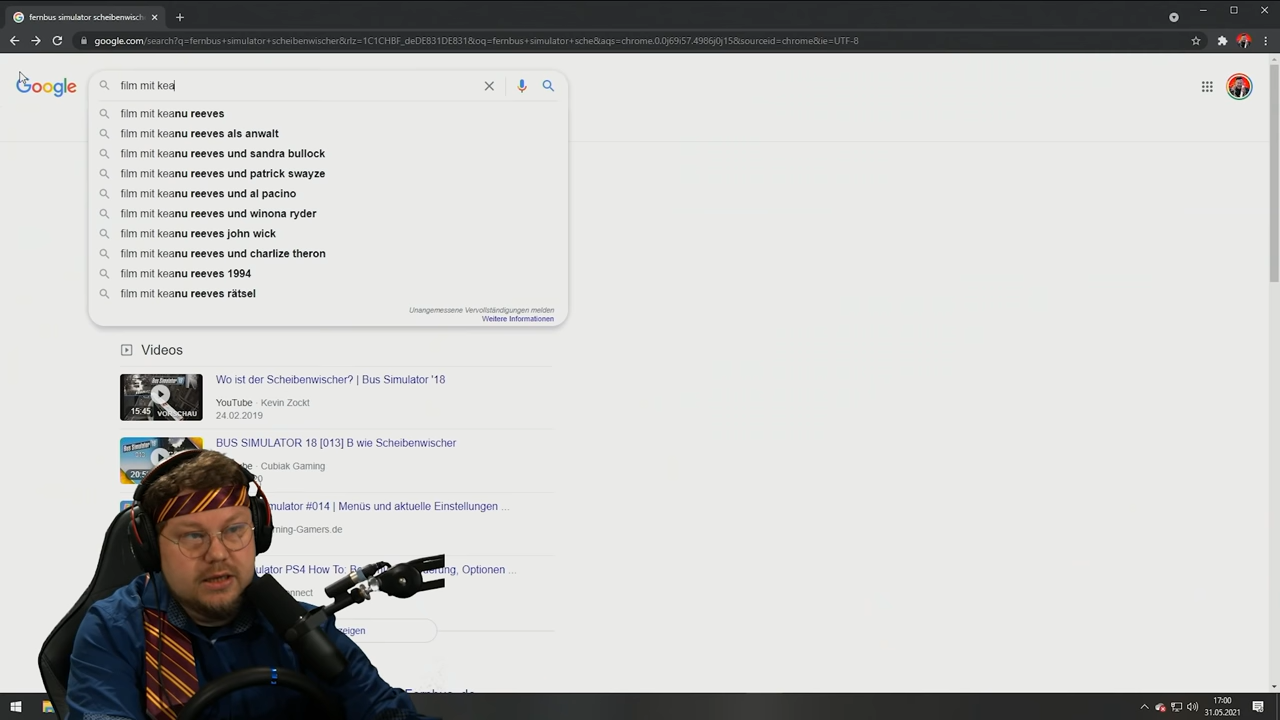 fernbus simulator scheibenwischer
google.com/search?q=fernbus+simulator+scheibenwischer&rlz=1C1CHBF_deDE831DE831&oq=fernbus+simulator+sche&aqs=chrome.0.0j69i57.4986j0j15&sourceid=chrome&ie=UTF-8
Google
film mit kea
film mit keanu reeves
film mit keanu reeves als anwalt
film mit keanu reeves und sandra bullock
film mit keanu reeves und patrick swayze
film mit keanu reeves und al pacino
film mit keanu reeves und winona ryder
film mit keanu reeves john wick
film mit keanu reeves und charlize theron
film mit keanu reeves 1994
film mit keanu reeves rätsel
Unangemessene Vervollständigungen melden
Weitere Informationen
Videos
Wo ist der Scheibenwischer? | Bus Simulator '18
YouTube · Kevin Zockt
24.02.2019
15:45
VORSCHAU
BUS SIMULATOR 18 [013] B wie Scheibenwischer
Cubiak Gaming
mulator #014 | Menüs und aktuelle Einstellungen ...
rning-Gamers.de
ulator PS4 How To: Be erung, Optionen ...
nnect
zeigen
17:00
31.05.2021